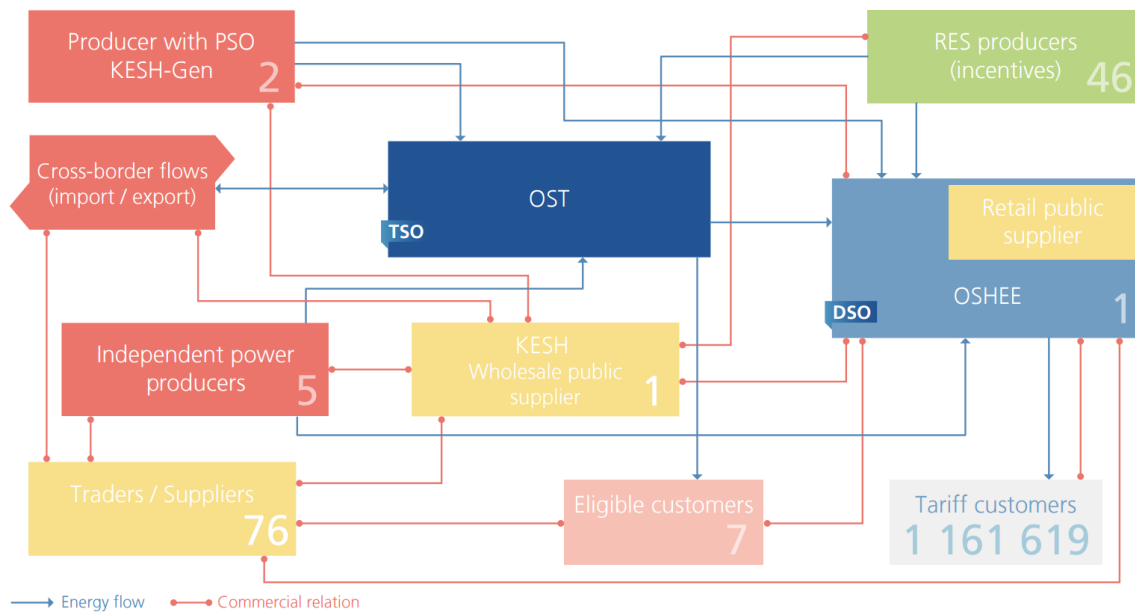 Producer with PSO
KESH-Gen
2
RES producers
(incentives)
46
Cross-border flows
(import / export)
OST
TSO
Retail public
supplier
OSHEE
DSO
1
Independent power
producers
5
KESH
Wholesale public
supplier
1
Traders / Suppliers
76
Eligible customers
7
Tariff customers
1 161 619
Energy flow
Commercial relation